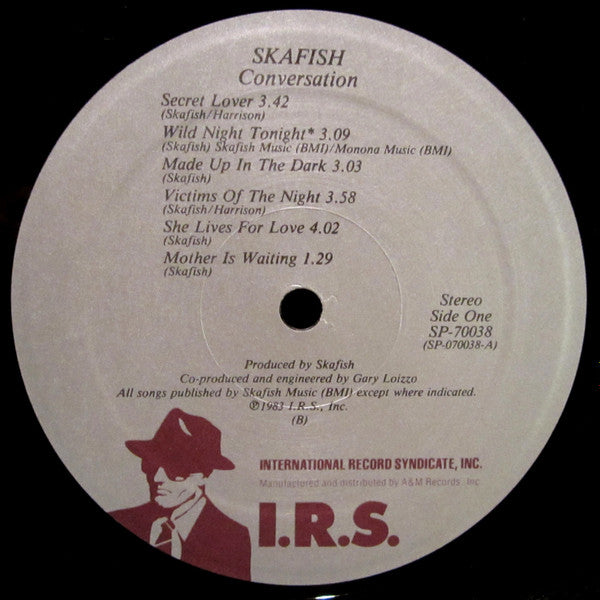 SKAFISH
Conversation
Secret Lover 3.42
(Skafish/Harrison)
Wild Night Tonight* 3.09
(Skafish) Skafish Music (BMI)/Monona Music (BMI)
Made Up In The Dark 3.03
(Skafish)
Victims Of The Night 3.58
(Skafish/Harrison)
She Lives For Love 4.02
(Skafish)
Mother Is Waiting 1.29
(Skafish)
Stereo
Side One
SP-70038
(SP-070038-A)
Produced by Skafish
Co-produced and engineered by Gary Loizzo
All songs published by Skafish Music (BMI) except where indicated.
℗1983 I.R.S., Inc.
(B)
INTERNATIONAL RECORD SYNDICATE, INC.
Manufactured and distributed by A&M Records, Inc.
I.R.S.